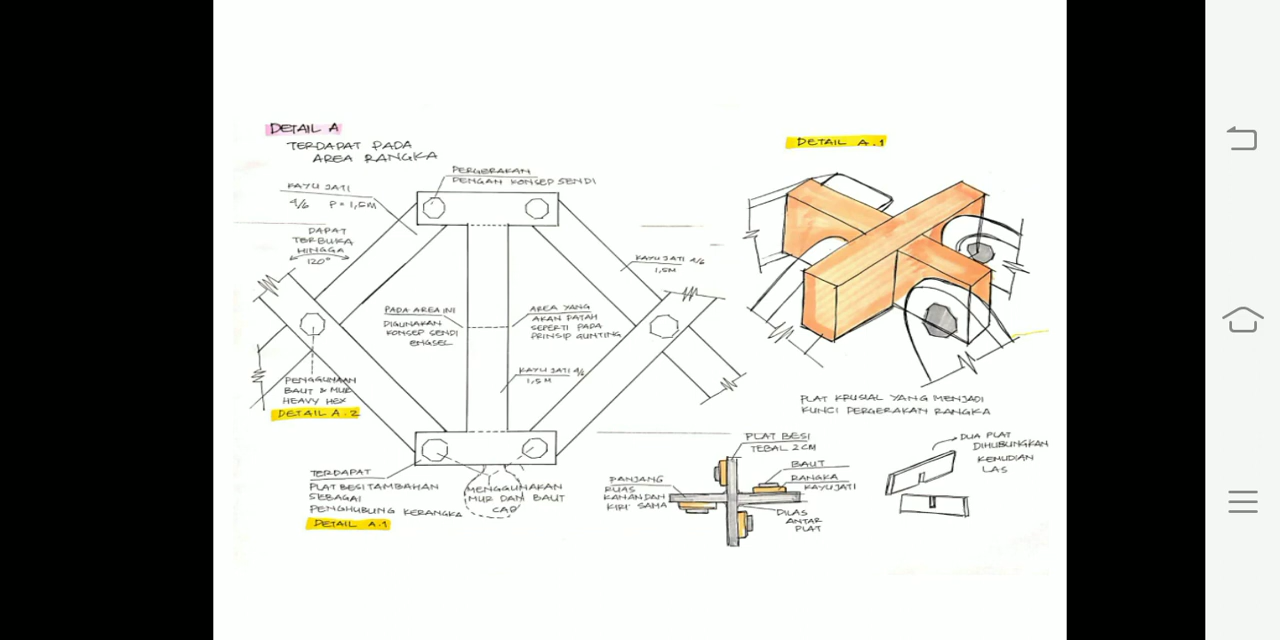 DETAIL A
TERDAPAT PADA
AREA RANGKA
PERGERAKAN
DENGAN KONSEP SENDI
KAYU JATI
4/6 P = 1,5M
DAPAT
TERBUKA
HINGGA
120°
KAYU JATI 4/6
1,5M
PADA AREA INI
DIGUNAKAN
KONSEP SENDI
ENGSEL
AREA YANG
AKAN PATAH
SEPERTI PADA
PRINSIP GUNTING
KAYU JATI 4/6
1,5M
PENGGUNAAN
BAUT & MUR
HEAVY HEX
DETAIL A.2
TERDAPAT
PLAT BESI TAMBAHAN
SEBAGAI
PENGHUBUNG KERANGKA
DETAIL A.1
MENGGUNAKAN
MUR DAN BAUT
CAP
DETAIL A.1
PLAT KRUSIAL YANG MENJADI
KUNCI PERGERAKAN RANGKA
PLAT BESI
TEBAL 2CM
BAUT
RANGKA
KAYU JATI
PANJANG
RUAS
KANAN DAN
KIRI SAMA
DILAS
ANTAR
PLAT
DUA PLAT
DIHUBUNGKAN
KEMUDIAN
LAS